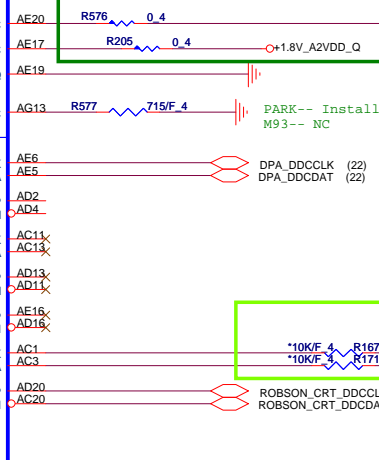 AE20 R576 0_4
AE17 R205 0_4 +1.8V_A2VDD_Q
AE19
AG13 R577 715/F_4 PARK-- Install
M93-- NC
AE6 DPA_DDCCLK (22)
AE5 DPA_DDCDAT (22)
AD2
AD4
AC11
AC13
AD13
AD11
AE16
AD16
AC1 *10K/F_4 R167
AC3 *10K/F_4 R171
AD20 ROBSON_CRT_DDCCL
AC20 ROBSON_CRT_DDCDA